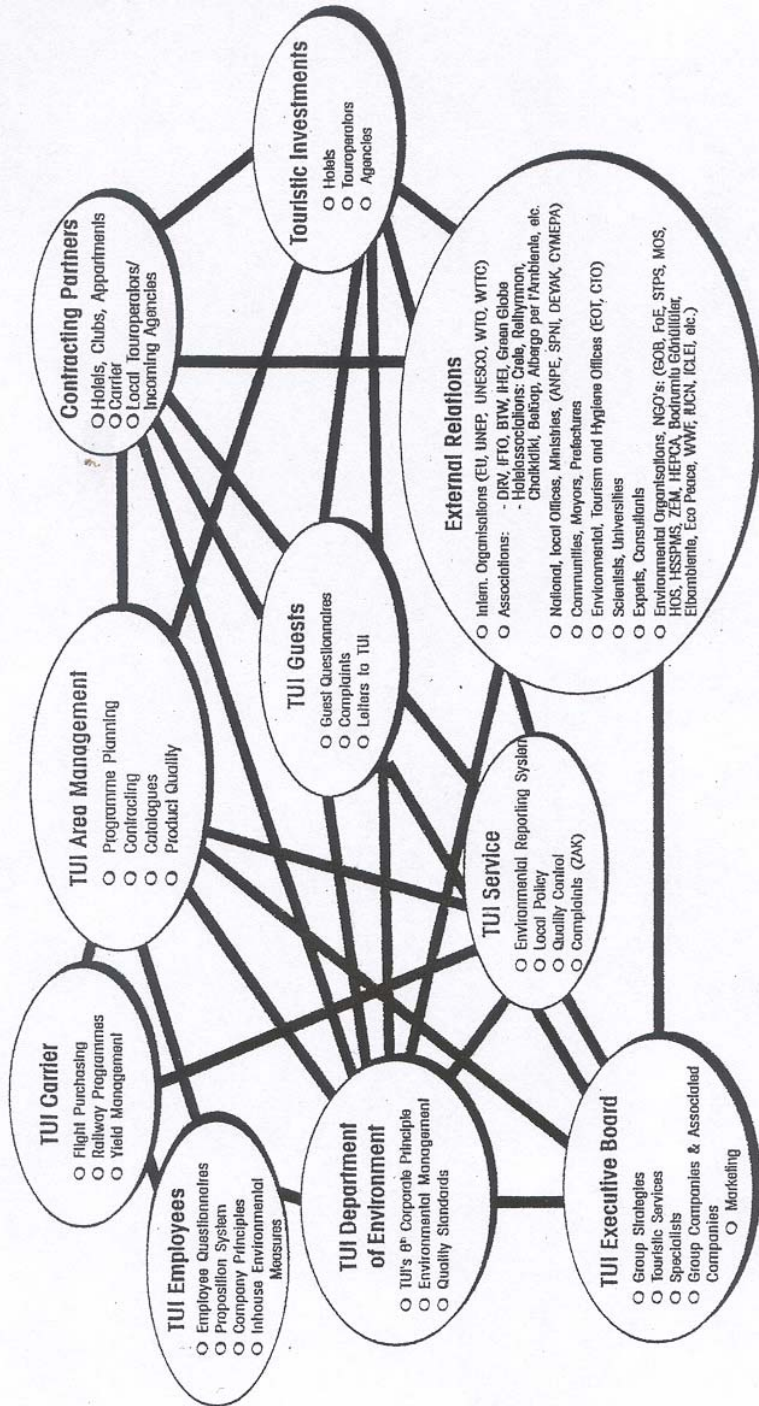 TUI Carrier
○ Flight Purchasing
○ Railway Programmes
○ Yield Management
TUI Area Management
○ Programme Planning
○ Contracting
○ Catalogues
○ Product Quality
Contracting Partners
○ Hotels, Clubs, Appartments
○ Carrier
○ Local Touroperators/
Incoming Agencies
Touristic Investments
○ Hotels
○ Touroperators
○ Agencies
TUI Employees
○ Employee Questionnaires
○ Proposition System
○ Company Principles
○ Inhouse Environmental
Measures
TUI Guests
○ Guest Questionnaires
○ Complaints
○ Letters to TUI
TUI Department
of Environment
○ TUI's 8th Corporate Principle
○ Environmental Management
○ Quality Standards
TUI Service
○ Environmental Reporting System
○ Local Policy
○ Quality Control
○ Complaints (ZAK)
External Relations
○ Intern. Organisations (EU, UNEP, UNESCO, WTO, WTTC)
○ Associations: - DRV, IFTO, BTW, IHEI, Green Globe
- Hotelassociations: Crete, Rethymnon,
Chalkidiki, Betüap, Albergo per l'Ambiente, etc.
○ National, local Offices, Ministries, (ANPE, SPNI, DEYAK, CYMEPA)
○ Communities, Mayors, Prefectures
○ Environmental, Tourism and Hygiene Offices (EOT, CTO)
○ Scientists, Universities
○ Experts, Consultants
○ Environmental Organisations, NGO's: (GOB, FoE, STPS, MOS,
HOS, HSSPMS, ZEM, HEPCA, Bodrumlu Gönüllüler,
Elbambiente, Eco Peace, WWF, IUCN, ICLEI, etc.)
TUI Executive Board
○ Group Strategies
○ Touristic Services
○ Specialists
○ Group Companies & Associated
Companies
○ Marketing